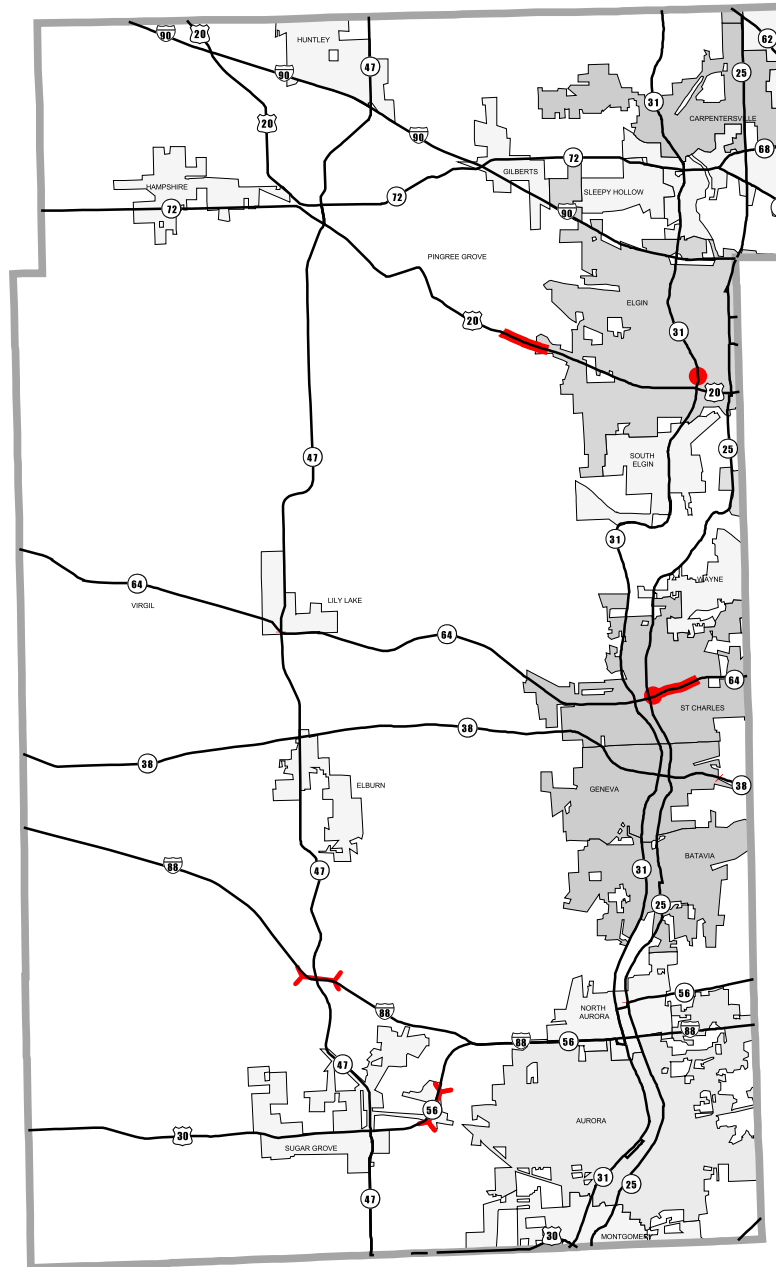 90
20
HUNTLEY
47
62
90
25
31
20
CARPENTERSVILLE
90
68
72
GILBERTS
HAMPSHIRE
SLEEPY HOLLOW
72
72
90
PINGREE GROVE
ELGIN
20
31
20
25
47
SOUTH
ELGIN
31
WAYNE
64
VIRGIL
LILY LAKE
64
64
ST CHARLES
38
38
38
ELBURN
GENEVA
BATAVIA
88
47
31
25
56
NORTH
AURORA
88
88
56
88
47
56
AURORA
30
SUGAR GROVE
31
25
47
30
MONTGOMERY